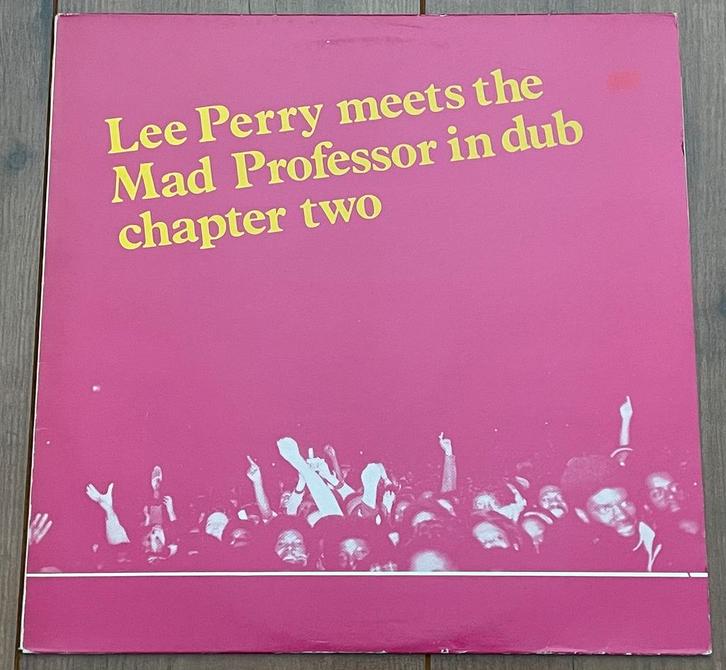 Lee Perry meets the
Mad Professor in dub
chapter two